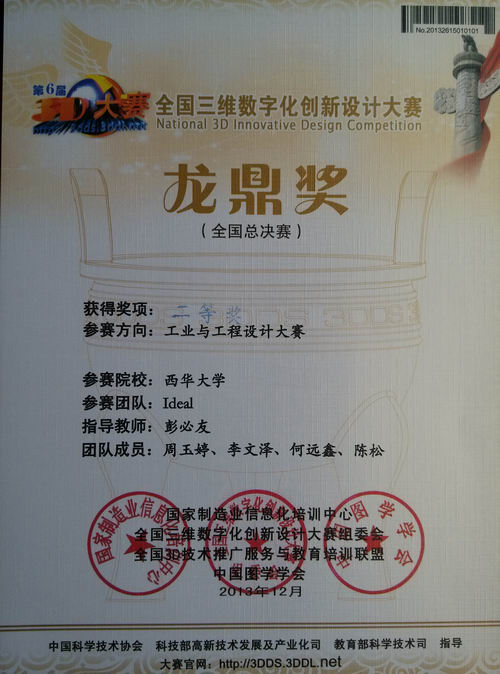 No.20132615010101
第6届
3D大赛
全国三维数字化创新设计大赛
National 3D Innovative Design Competition
龙鼎奖
（全国总决赛）
获得奖项：二等奖
参赛方向：工业与工程设计大赛
参赛院校：西华大学
参赛团队：Ideal
指导教师：彭必友
团队成员：周玉婷、李文泽、何远鑫、陈松
国家制造业信息化培训中心
全国三维数字化创新设计大赛组委会
全国3D技术推广服务与教育培训联盟
中国图学学会
2013年12月
中国科学技术协会 科技部高新技术发展及产业化司 教育部科学技术司 指导
大赛官网：http://3DDS.3DDL.net